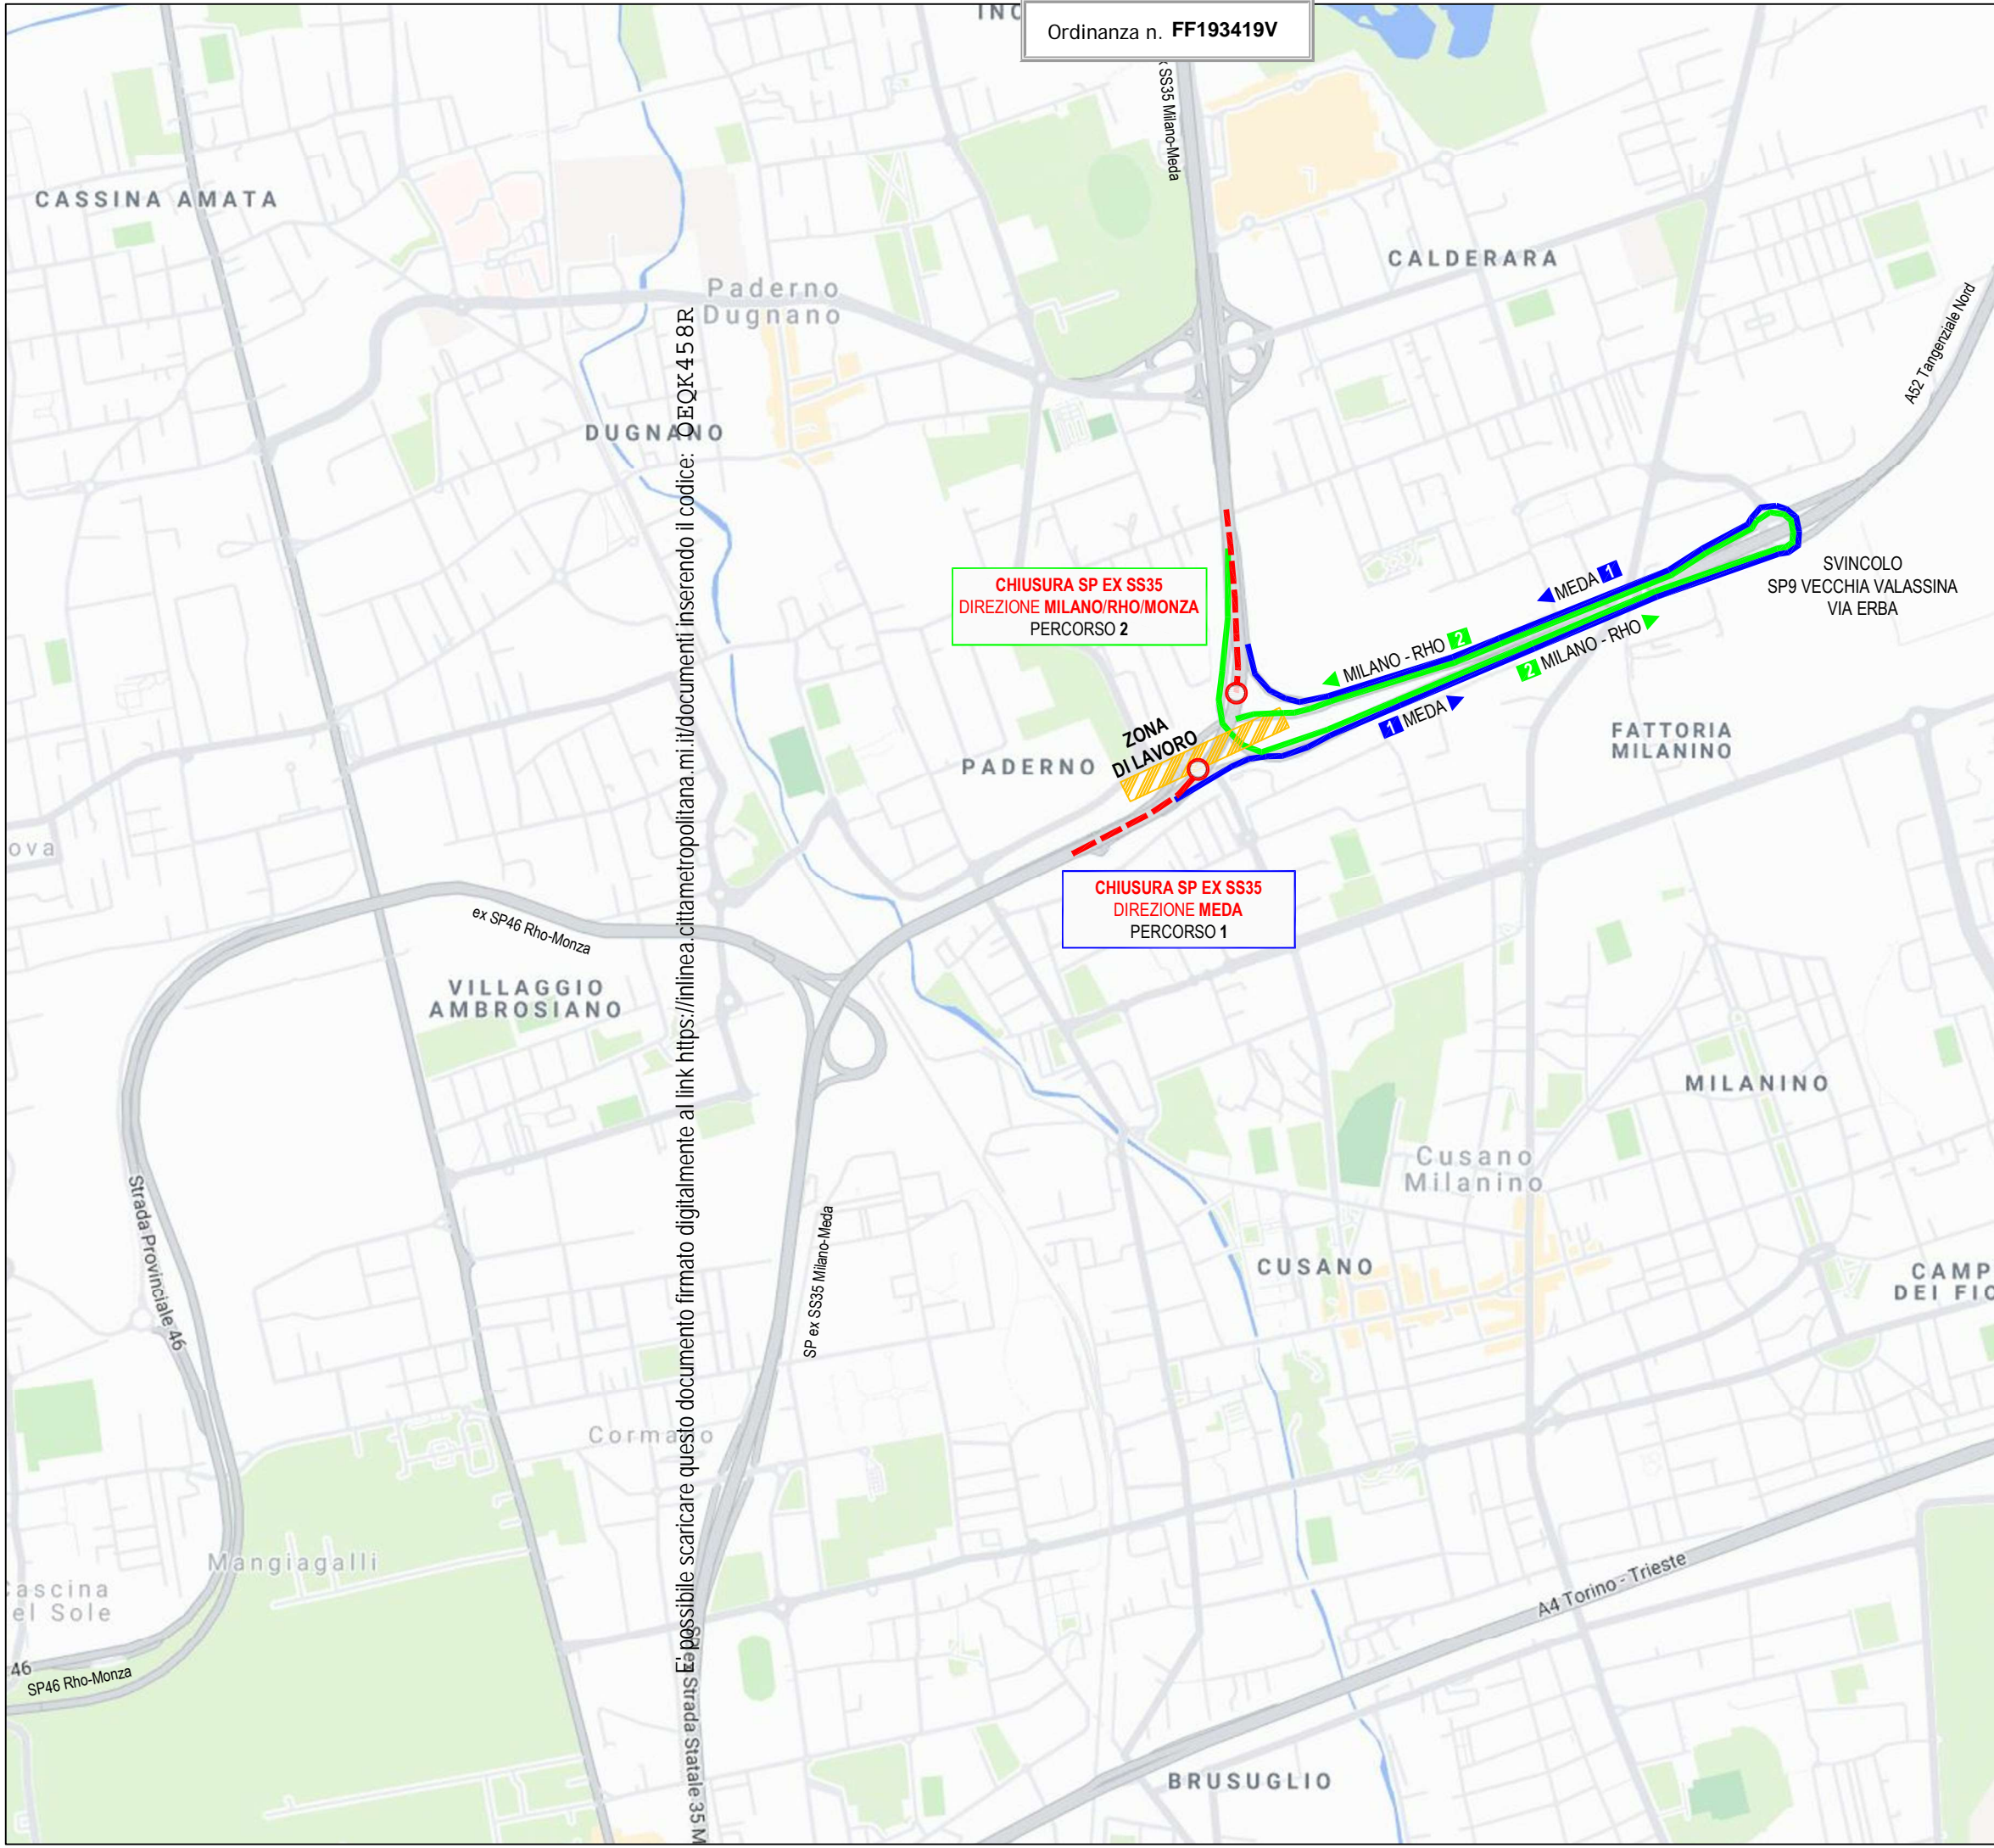 INC
Ordinanza n. FF193419V
SS35 Milano-Meda
CASSINA AMATA
CALDERARA
Paderno
Dugnano
A52 Tangenziale Nord
DUGNANO
E' possibile scaricare questo documento firmato digitalmente al link https://inlinea.cittametropolitana.mi.it/documenti inserendo il codice: OEQK458R
CHIUSURA SP EX SS35
DIREZIONE MILANO/RHO/MONZA
PERCORSO 2
MEDA 1
SVINCOLO
SP9 VECCHIA VALASSINA
VIA ERBA
MILANO - RHO 2
2 MILANO - RHO
1 MEDA
ZONA
DI LAVORO
PADERNO
FATTORIA
MILANINO
ova
CHIUSURA SP EX SS35
DIREZIONE MEDA
PERCORSO 1
ex SP46 Rho-Monza
VILLAGGIO
AMBROSIANO
MILANINO
Cusano
Milanino
Strada Provinciale 46
SP ex SS35 Milano-Meda
CUSANO
CAMP
DEI FIO
Cormano
Mangiagalli
ascina
el Sole
A4 Torino - Trieste
46
SP46 Rho-Monza
Strada Statale 35 M
BRUSUGLIO